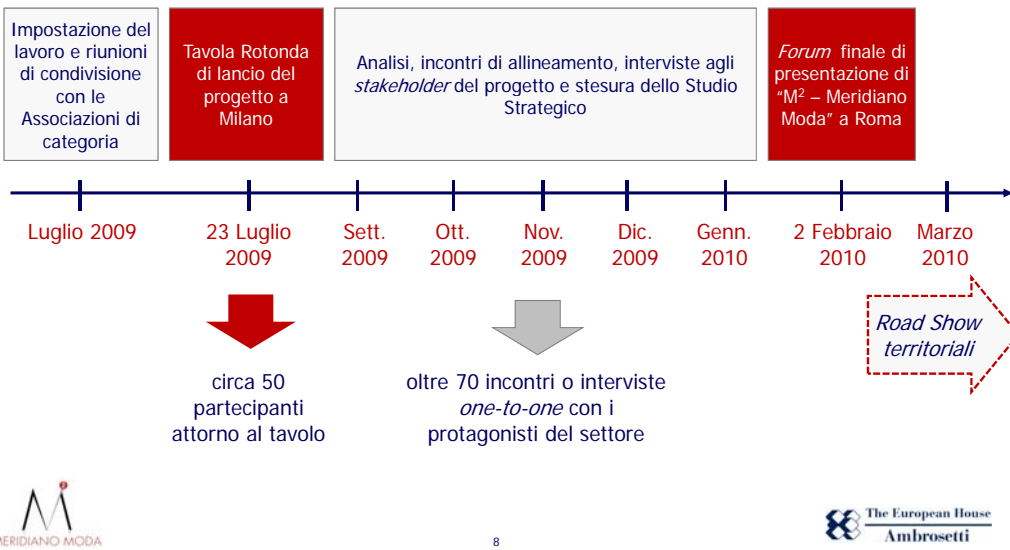 Impostazione del
lavoro e riunioni
di condivisione
con le
Associazioni di
categoria
Tavola Rotonda
di lancio del
progetto a
Milano
Analisi, incontri di allineamento, interviste agli
stakeholder del progetto e stesura dello Studio
Strategico
Forum finale di
presentazione di
“M² – Meridiano
Moda” a Roma
Luglio 2009
23 Luglio
2009
Sett.
2009
Ott.
2009
Nov.
2009
Dic.
2009
Genn.
2010
2 Febbraio
2010
Marzo
2010
Road Show
territoriali
circa 50
partecipanti
attorno al tavolo
oltre 70 incontri o interviste
one-to-one con i
protagonisti del settore
MERIDIANO MODA
8
The European House
Ambrosetti